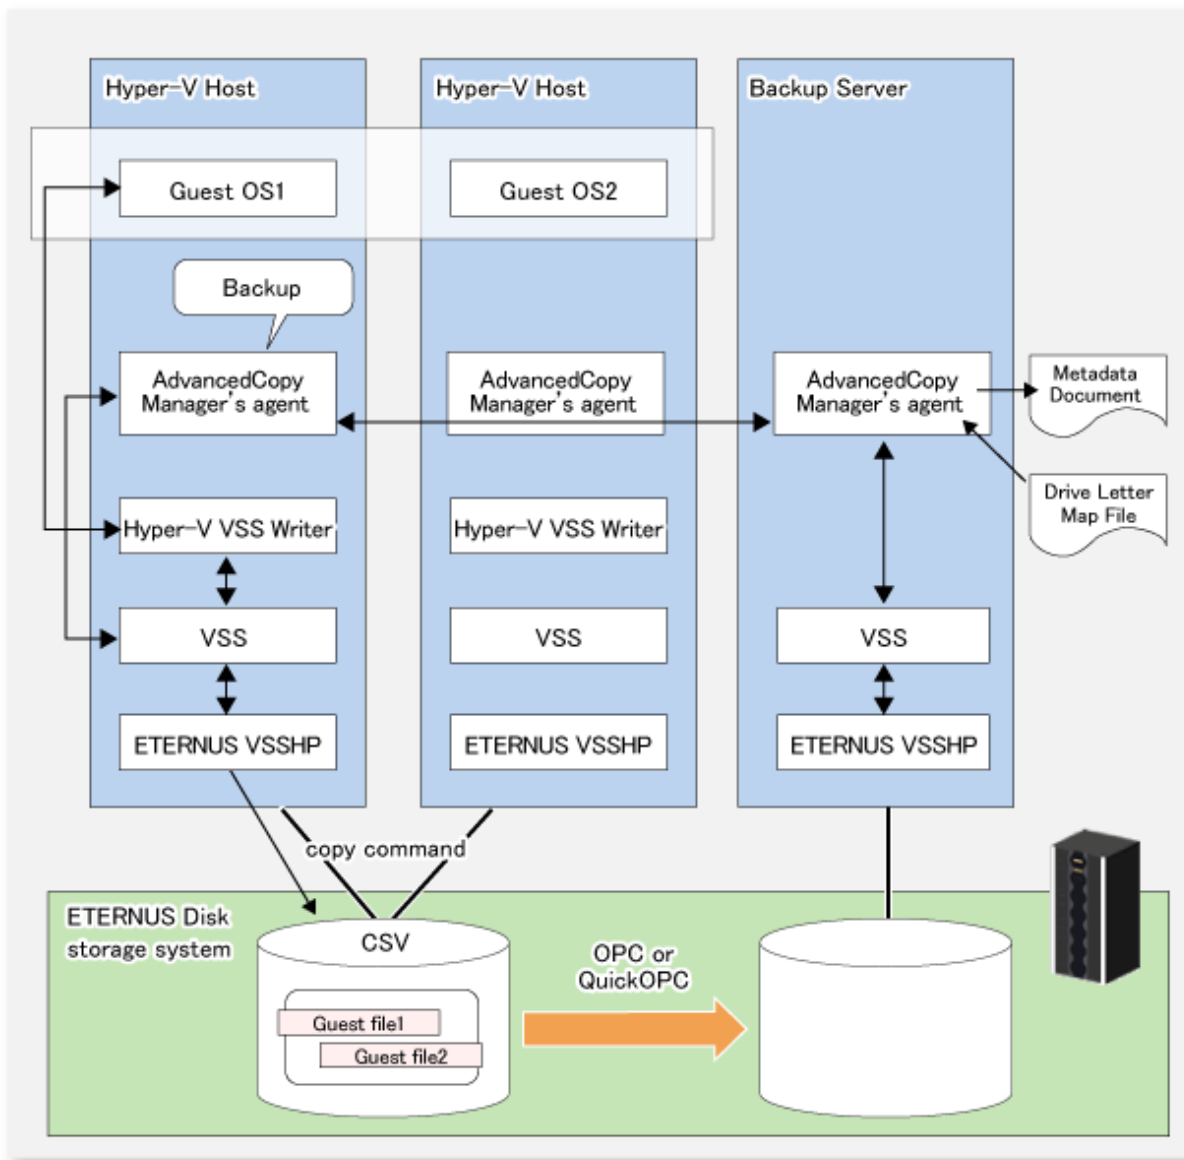 Hyper-V Host
Hyper-V Host
Backup Server
Guest OS1
Guest OS2
Backup
AdvancedCopy
Manager's agent
AdvancedCopy
Manager's agent
AdvancedCopy
Manager's agent
Metadata
Document
Drive Letter
Map File
Hyper-V VSS Writer
Hyper-V VSS Writer
VSS
VSS
VSS
ETERNUS VSSHP
ETERNUS VSSHP
ETERNUS VSSHP
copy command
ETERNUS Disk
storage system
CSV
OPC or
QuickOPC
Guest file1
Guest file2